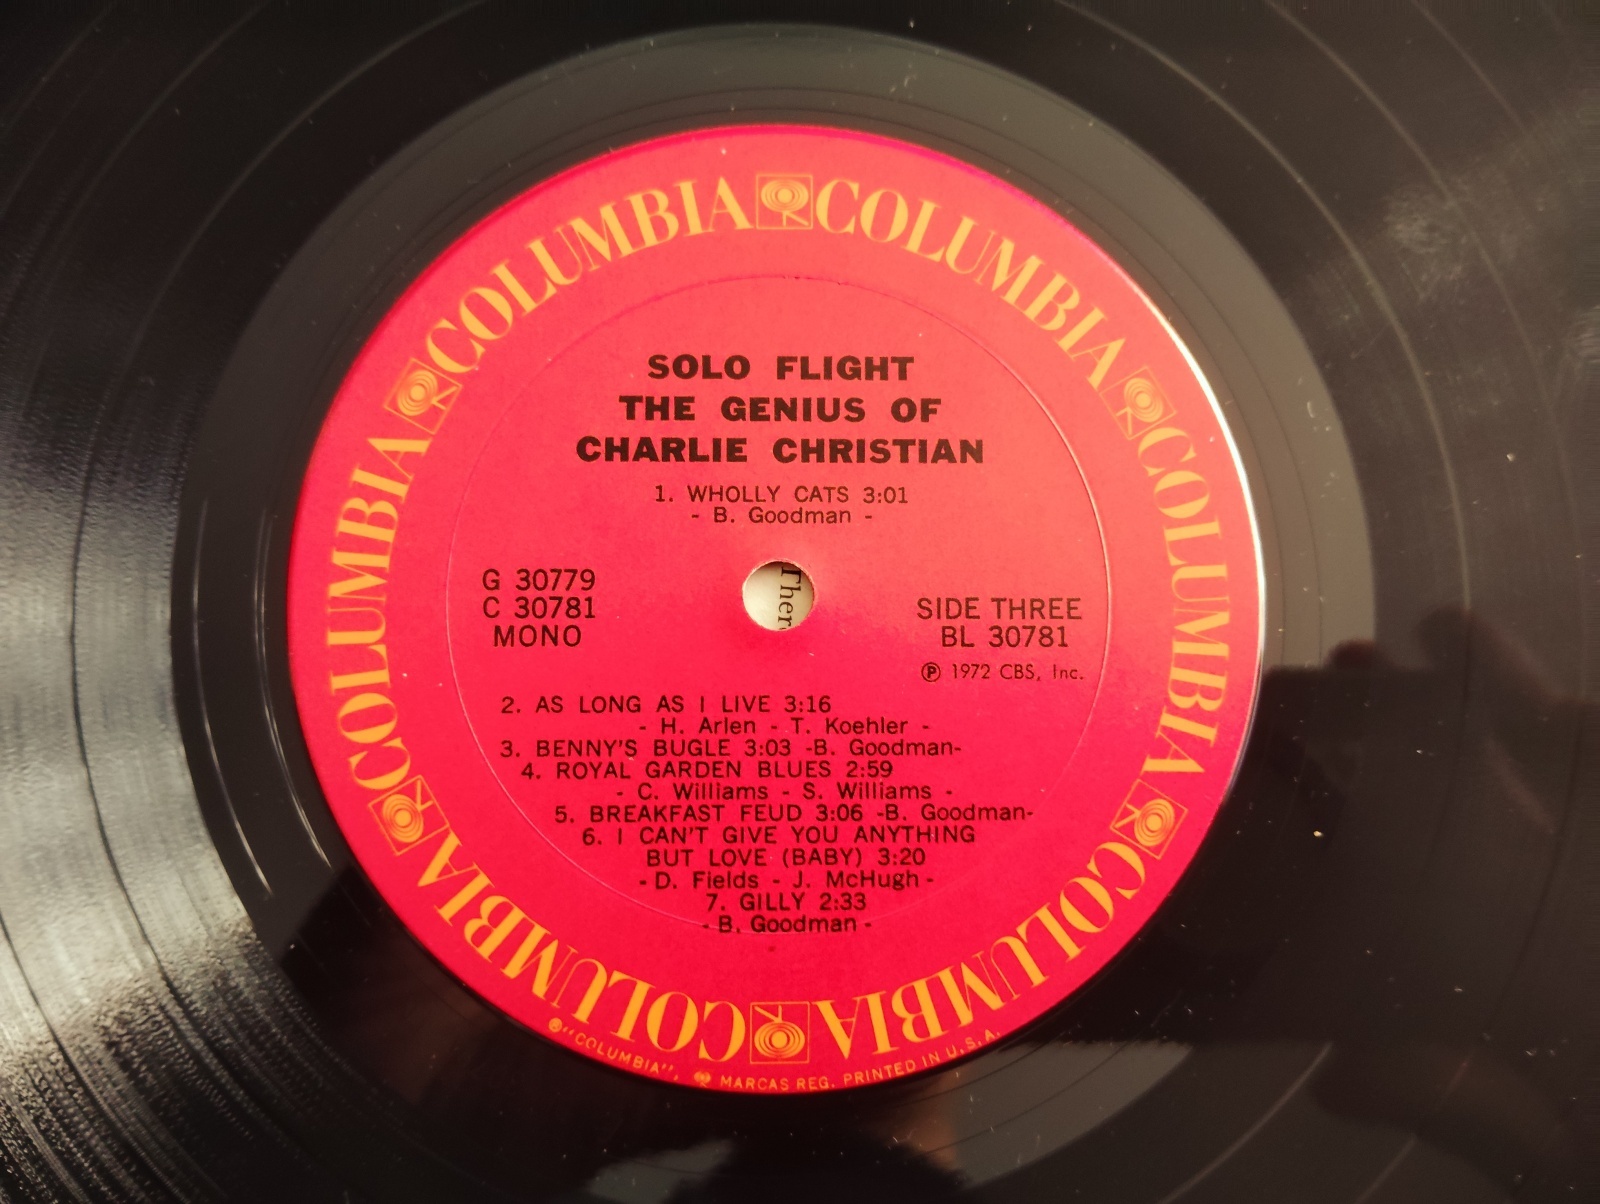 COLUMBIA COLUMBIA COLUMBIA COLUMBIA COLUMBIA COLUMBIA COLUMBIA COLUMBIA
SOLO FLIGHT
THE GENIUS OF
CHARLIE CHRISTIAN
1. WHOLLY CATS 3:01
- B. Goodman -
G 30779
C 30781
MONO
Ther
SIDE THREE
BL 30781
℗ 1972 CBS, Inc.
2. AS LONG AS I LIVE 3:16
- H. Arlen - T. Koehler -
3. BENNY'S BUGLE 3:03 -B. Goodman-
4. ROYAL GARDEN BLUES 2:59
- C. Williams - S. Williams -
5. BREAKFAST FEUD 3:06 -B. Goodman-
6. I CAN'T GIVE YOU ANYTHING
BUT LOVE (BABY) 3:20
-D. Fields - J. McHugh-
7. GILLY 2:33
- B. Goodman -
®"COLUMBIA", MARCAS REG. PRINTED IN U.S.A.